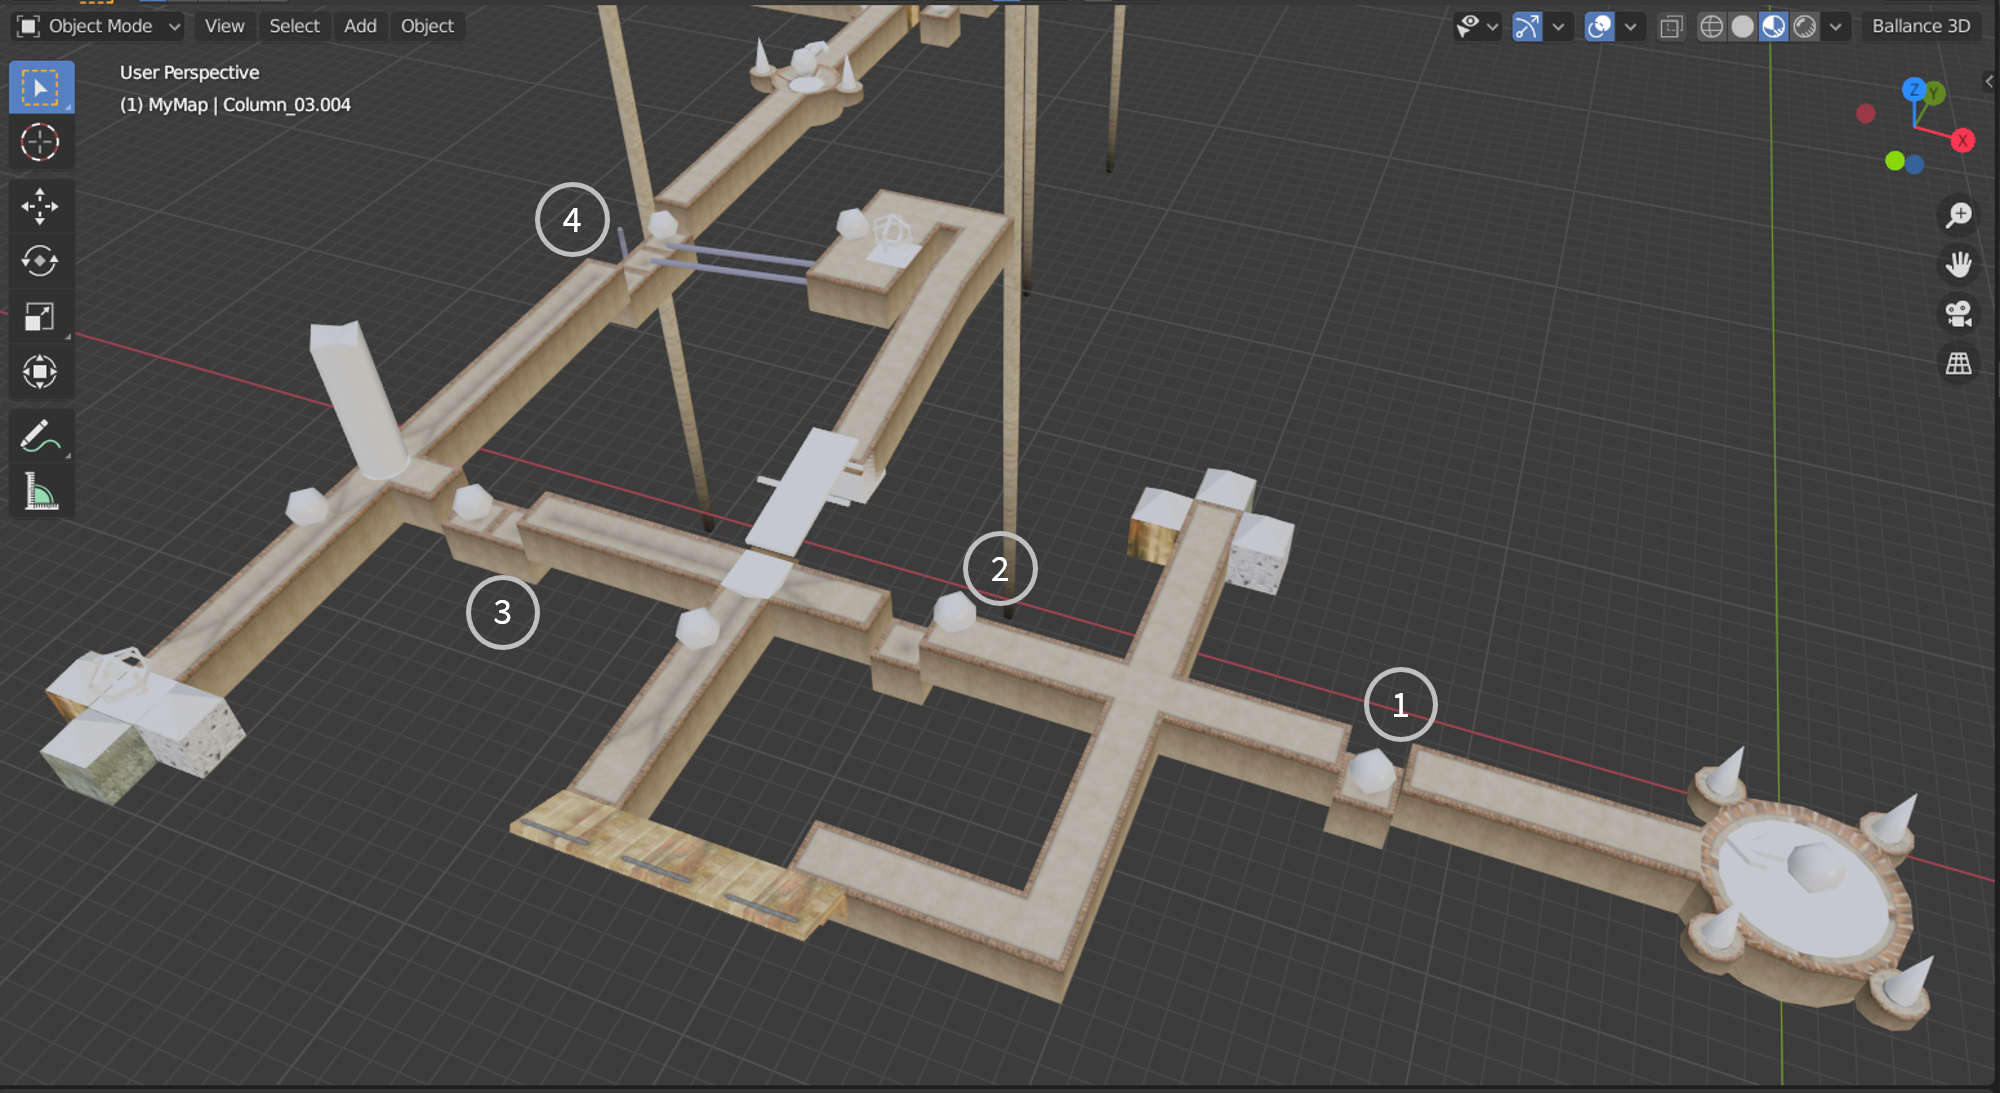 Object Mode View Select Add Object Ballance 3D
User Perspective
(1) MyMap | Column_03.004
Z Y
X
4
2
3
1